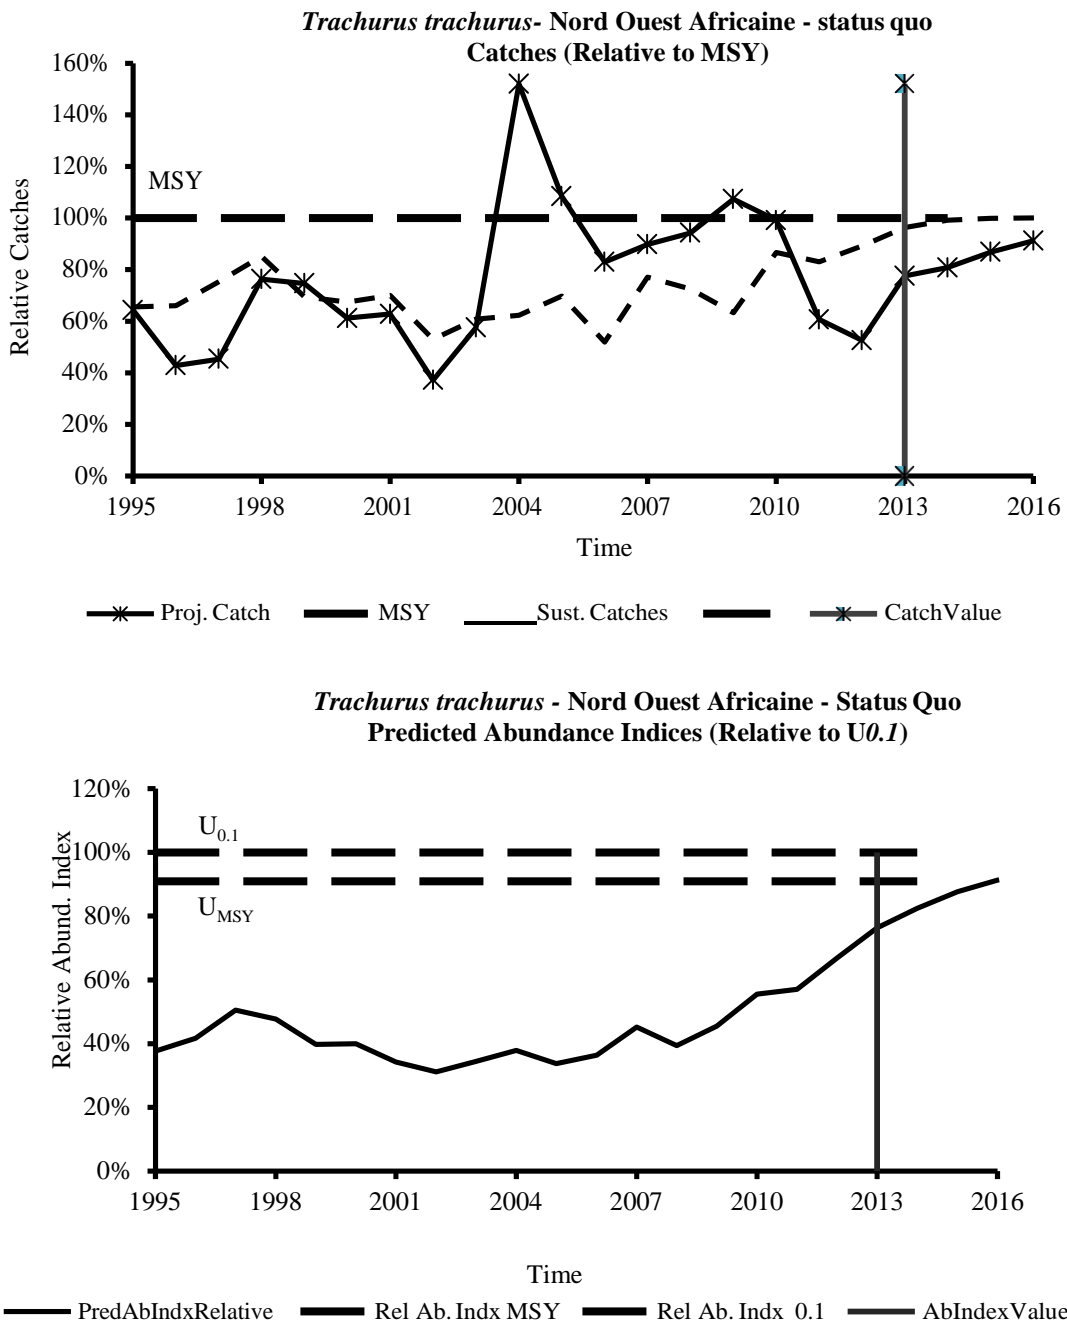 Trachurus trachurus- Nord Ouest Africaine - status quo
Catches (Relative to MSY)
160%
140%
120%
100%
80%
60%
40%
20%
0%
Relative Catches
MSY
1995 1998 2001 2004 2007 2010 2013 2016
Time
Proj. Catch MSY Sust. Catches CatchValue
Trachurus trachurus - Nord Ouest Africaine - Status Quo
Predicted Abundance Indices (Relative to U0.1)
120%
100%
80%
60%
40%
20%
0%
Relative Abund. Index
U0.1
UMSY
1995 1998 2001 2004 2007 2010 2013 2016
Time
PredAbIndxRelative Rel Ab. Indx MSY Rel Ab. Indx 0.1 AbIndexValue